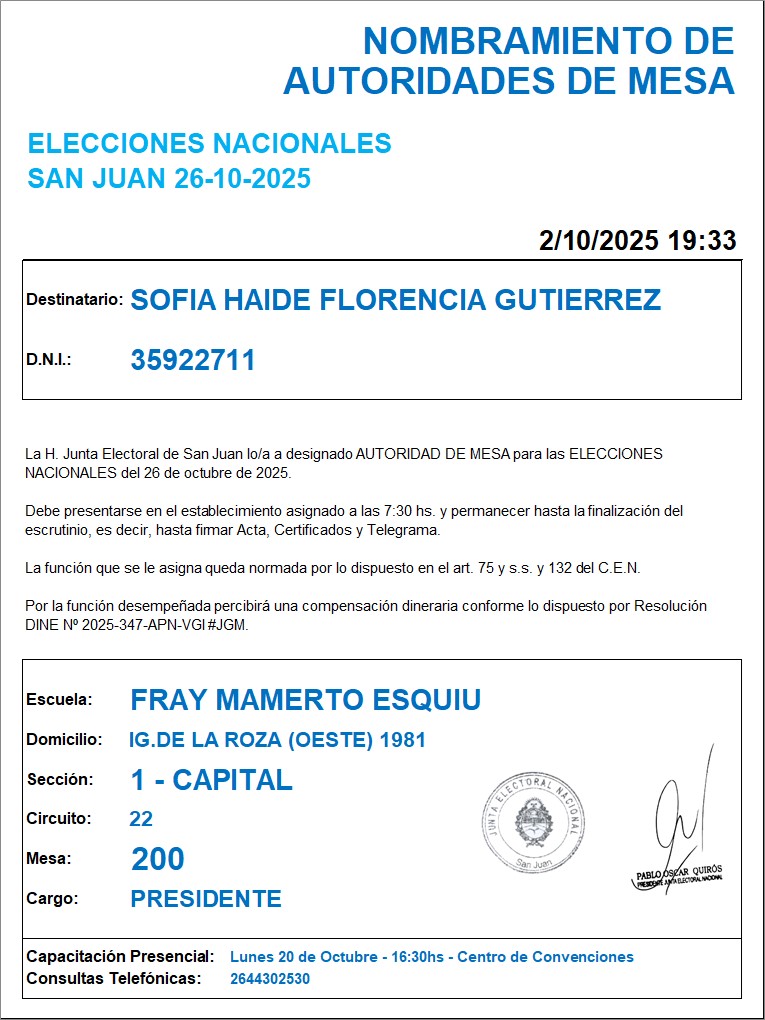 NOMBRAMIENTO DE
AUTORIDADES DE MESA
ELECCIONES NACIONALES
SAN JUAN 26-10-2025
2/10/2025 19:33
Destinatario: SOFIA HAIDE FLORENCIA GUTIERREZ
D.N.I.: 35922711
La H. Junta Electoral de San Juan lo/a a designado AUTORIDAD DE MESA para las ELECCIONES
NACIONALES del 26 de octubre de 2025.
Debe presentarse en el establecimiento asignado a las 7:30 hs. y permanecer hasta la finalización del
escrutinio, es decir, hasta firmar Acta, Certificados y Telegrama.
La función que se le asigna queda normada por lo dispuesto en el art. 75 y s.s. y 132 del C.E.N.
Por la función desempeñada percibirá una compensación dineraria conforme lo dispuesto por Resolución
DINE Nº 2025-347-APN-VGI#JGM.
Escuela: FRAY MAMERTO ESQUIU
Domicilio: IG.DE LA ROZA (OESTE) 1981
Sección: 1 - CAPITAL
Circuito: 22
Mesa: 200
Cargo: PRESIDENTE
JUNTA ELECTORAL NACIONAL
San Juan
PABLO OSCAR QUIRÓS
PRESIDENTE JUNTA ELECTORAL NACIONAL
Capacitación Presencial: Lunes 20 de Octubre - 16:30hs - Centro de Convenciones
Consultas Telefónicas: 2644302530